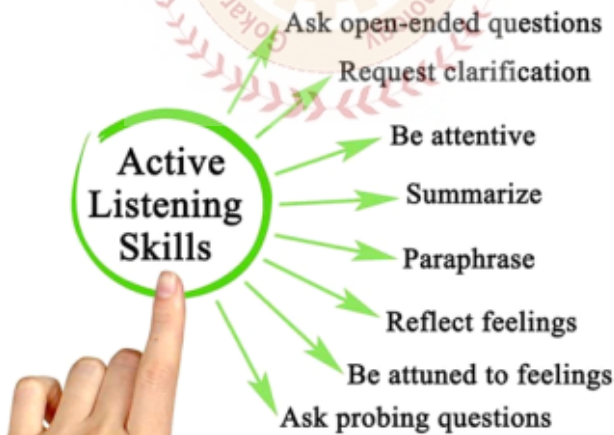 Ask open-ended questions
Request clarification
Be attentive
Active
Listening
Skills
Summarize
Paraphrase
Reflect feelings
Be attuned to feelings
Ask probing questions